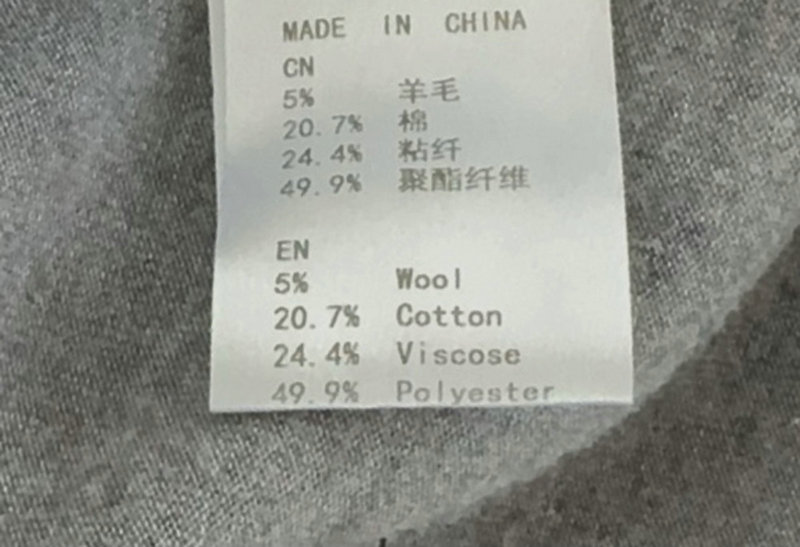 MADE IN CHINA
CN
5% 羊毛
20.7% 棉
24.4% 粘纤
49.9% 聚酯纤维
EN
5% Wool
20.7% Cotton
24.4% Viscose
49.9% Polyester